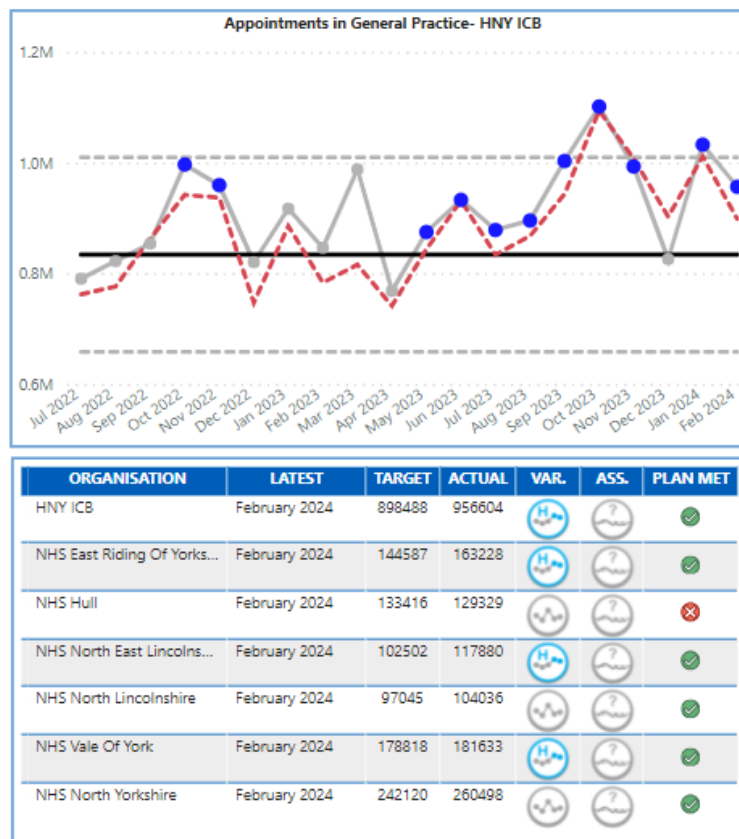 Appointments in General Practice- HNY ICB
1.2M
1.0M
0.8M
0.6M
Jul 2022 Aug 2022 Sep 2022 Oct 2022 Nov 2022 Dec 2022 Jan 2023 Feb 2023 Mar 2023 Apr 2023 May 2023 Jun 2023 Jul 2023 Aug 2023 Sep 2023 Oct 2023 Nov 2023 Dec 2023 Jan 2024 Feb 2024
ORGANISATION LATEST TARGET ACTUAL VAR. ASS. PLAN MET
HNY ICB February 2024 898488 956604 H ?
NHS East Riding Of Yorks... February 2024 144587 163228 H ?
NHS Hull February 2024 133416 129329 ?
NHS North East Lincolns... February 2024 102502 117880 H ?
NHS North Lincolnshire February 2024 97045 104036 ?
NHS Vale Of York February 2024 178818 181633 H ?
NHS North Yorkshire February 2024 242120 260498 ?